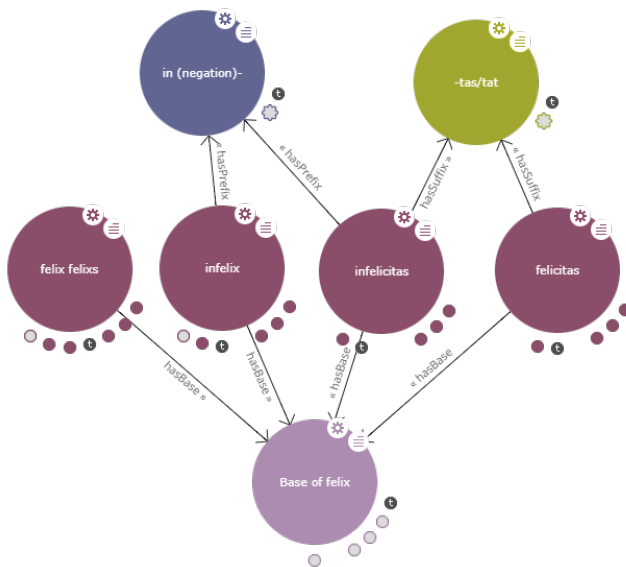 in (negation)-
-tas/tat
t
t
« hasPrefix
« hasPrefix
hasSuffix »
« hasSuffix
felix felixs
infelix
infelicitas
felicitas
t
t
t
t
hasBase »
hasBase »
« hasBase
« hasBase
Base of felix
t